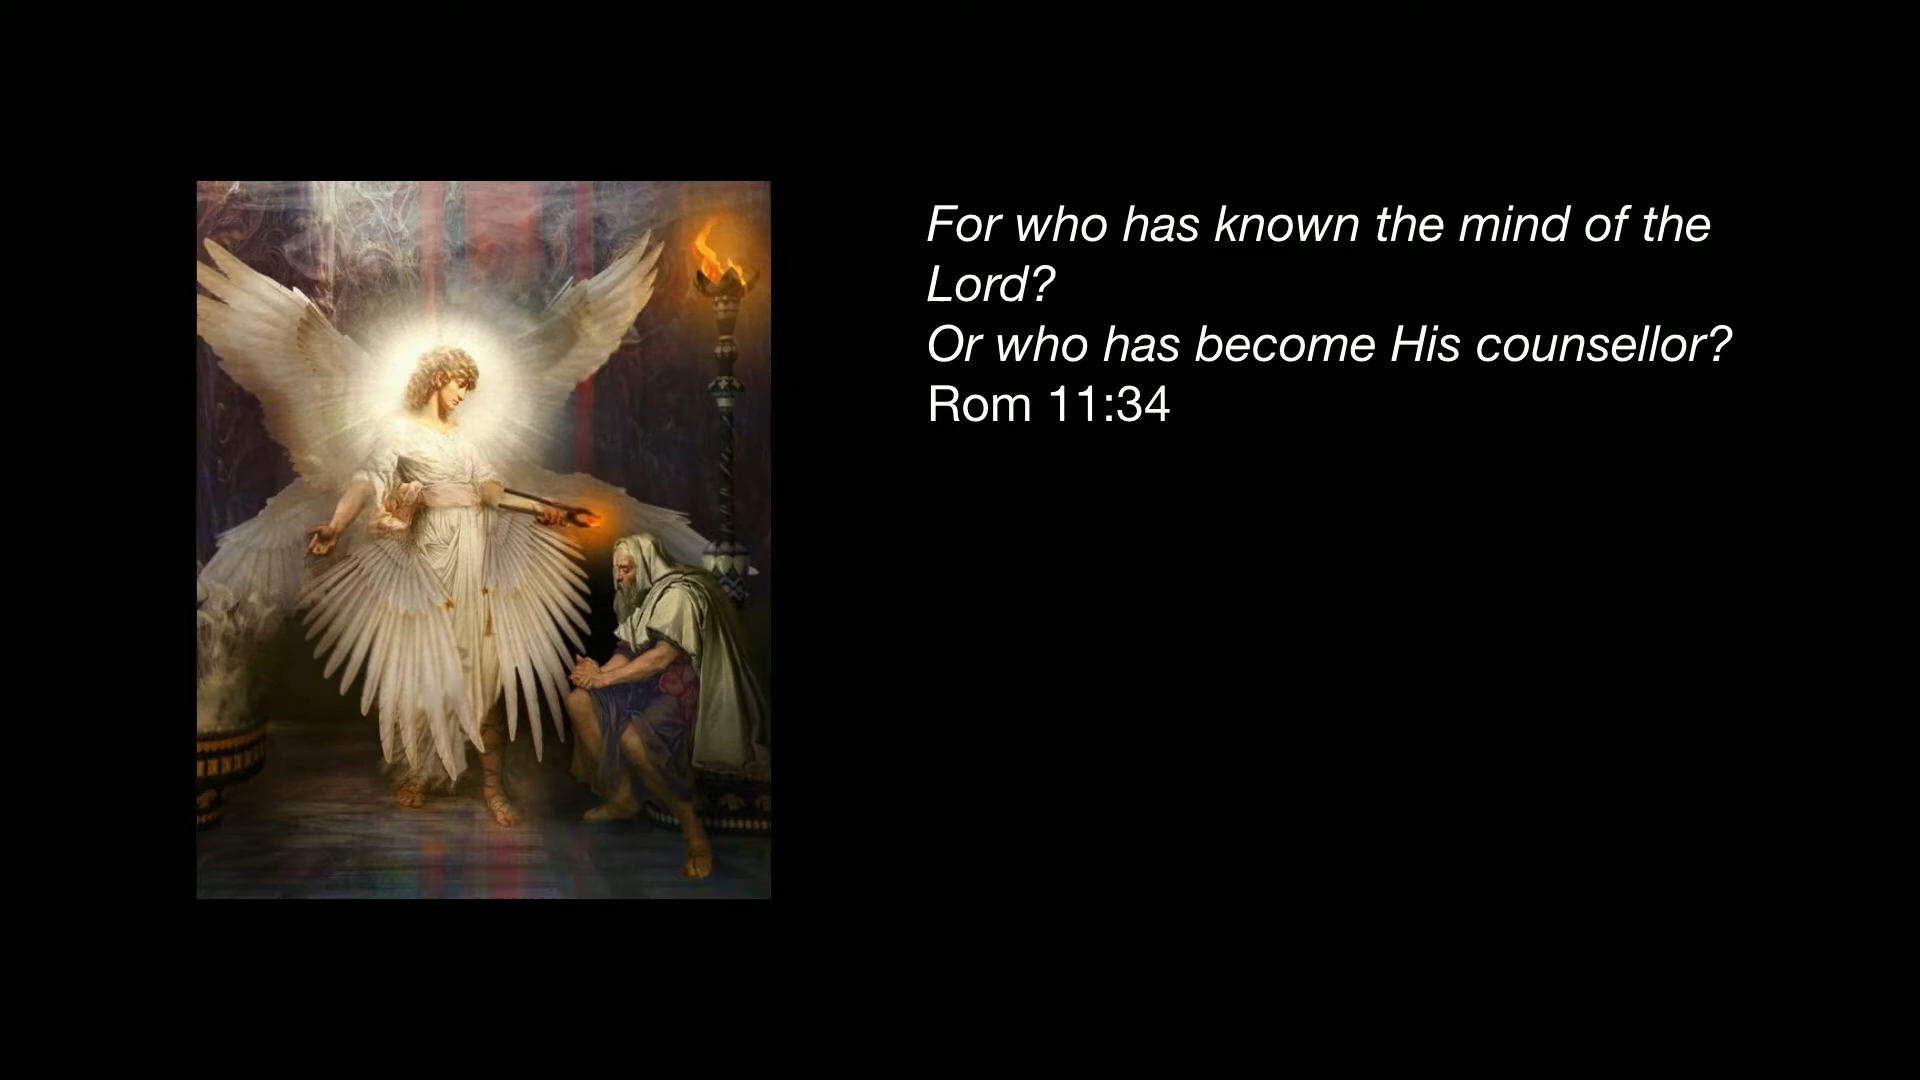 For who has known the mind of the
Lord?
Or who has become His counsellor?
Rom 11:34